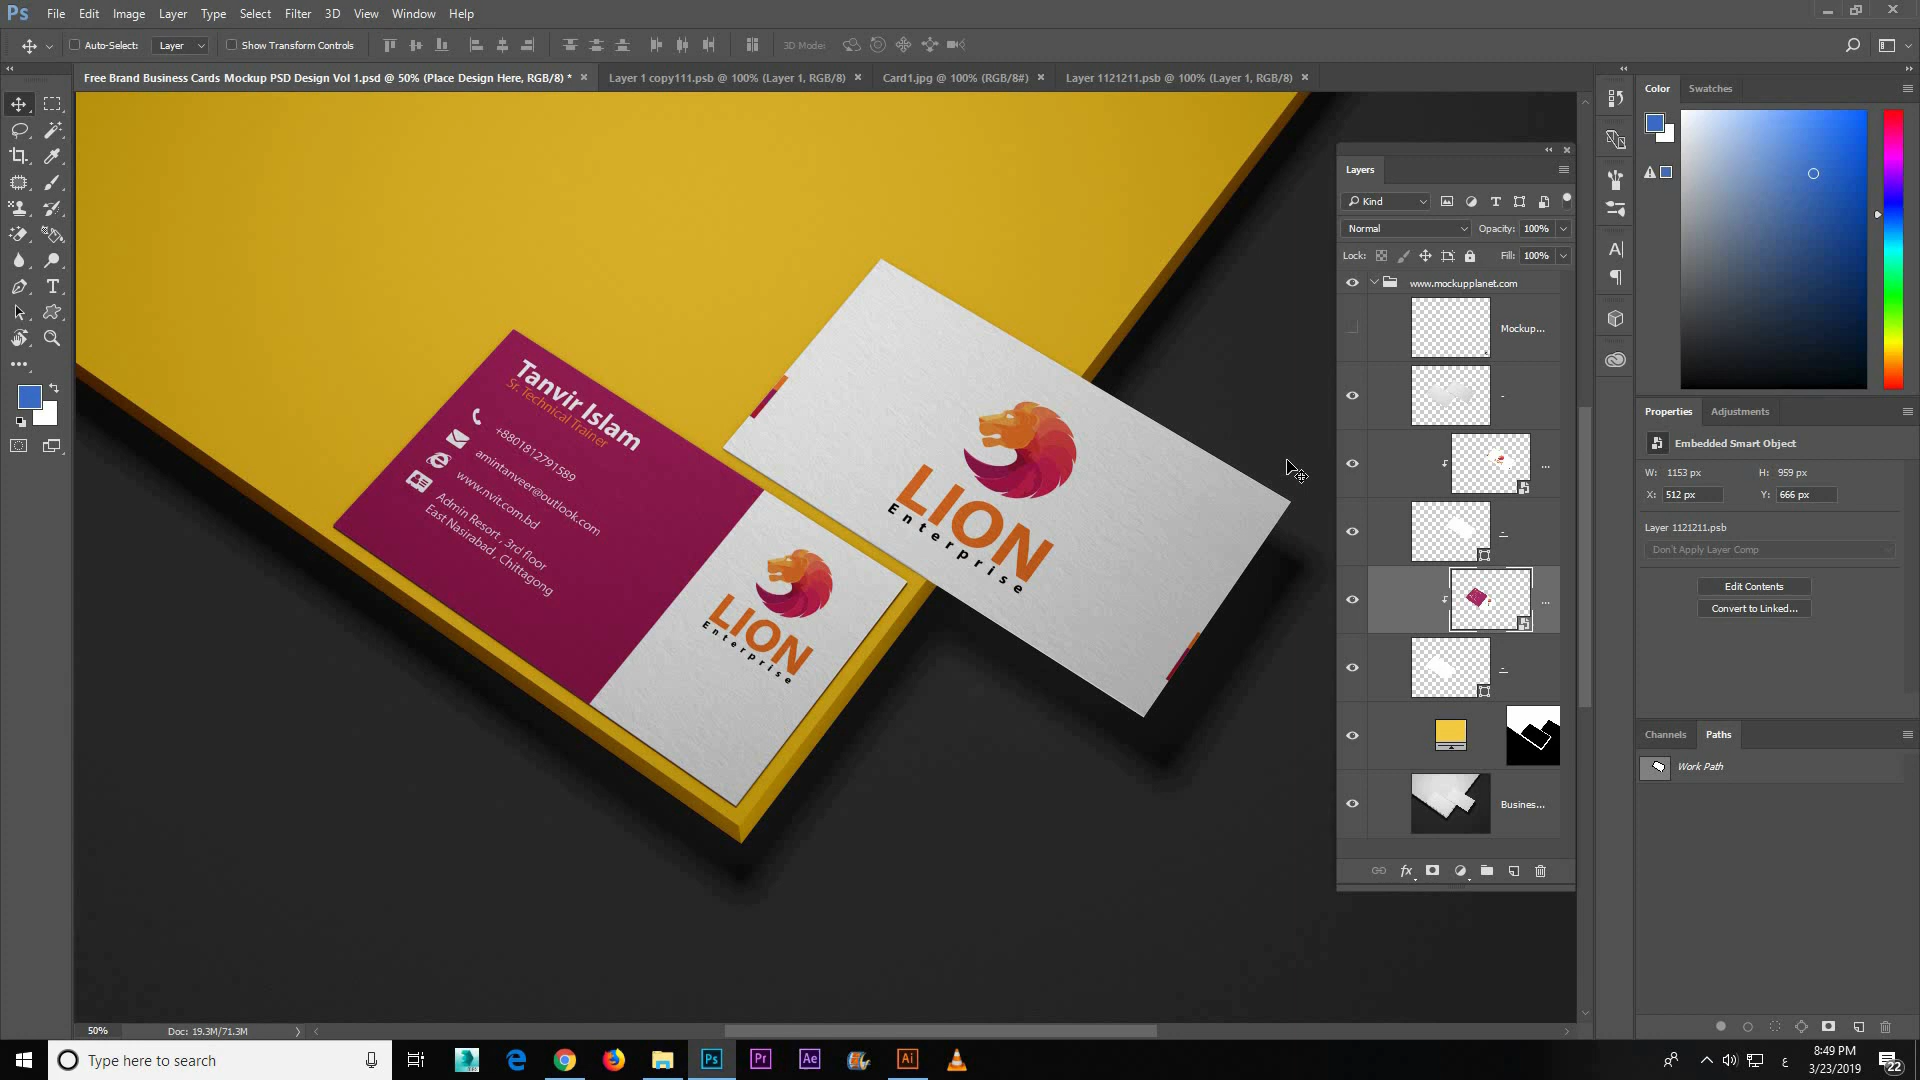 Ps File Edit Image Layer Type Select Filter 3D View Window Help
Auto-Select: Layer Show Transform Controls 3D Mode:
Free Brand Business Cards Mockup PSD Design Vol 1.psd @ 50% (Place Design Here, RGB/8) * Layer 1 copy111.psb @ 100% (Layer 1, RGB/8) Card1.jpg @ 100% (RGB/8#) Layer 1121211.psb @ 100% (Layer 1, RGB/8)
Tanvir Islam
Sr. Technical Trainer
+8801812791589
amintanveer@outlook.com
www.nvit.com.bd
Admin Resort , 3rd floor
East Nasirabad , Chittagong
LION
Enterprise
LION
Enterprise
Layers
Kind
Normal Opacity: 100%
Lock: Fill: 100%
www.mockupplanet.com
Mockup...
-
...
-
...
-
Busines...
fx
Color Swatches
Properties Adjustments
Embedded Smart Object
W: 1153 px H: 959 px
X: 512 px Y: 666 px
Layer 1121211.psb
Don't Apply Layer Comp
Edit Contents
Convert to Linked...
Channels Paths
Work Path
50% Doc: 19.3M/71.3M
Type here to search
Ps Pr Ae Ai
ع
8:49 PM
3/23/2019
22